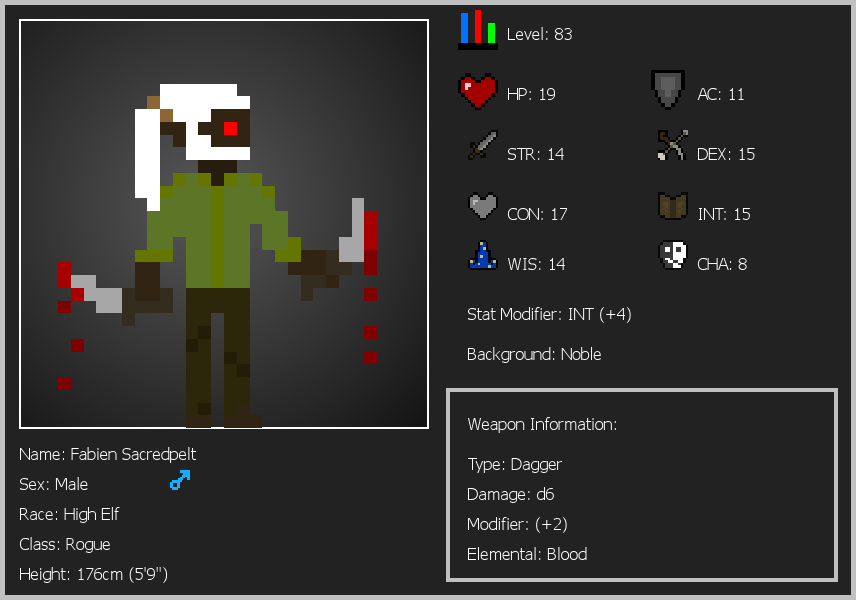 Level: 83
HP: 19
AC: 11
STR: 14
DEX: 15
CON: 17
INT: 15
WIS: 14
CHA: 8
Stat Modifier: INT (+4)
Background: Noble
Weapon Information:
Type: Dagger
Damage: d6
Modifier: (+2)
Elemental: Blood
Name: Fabien Sacredpelt
Sex: Male
Race: High Elf
Class: Rogue
Height: 176cm (5'9")